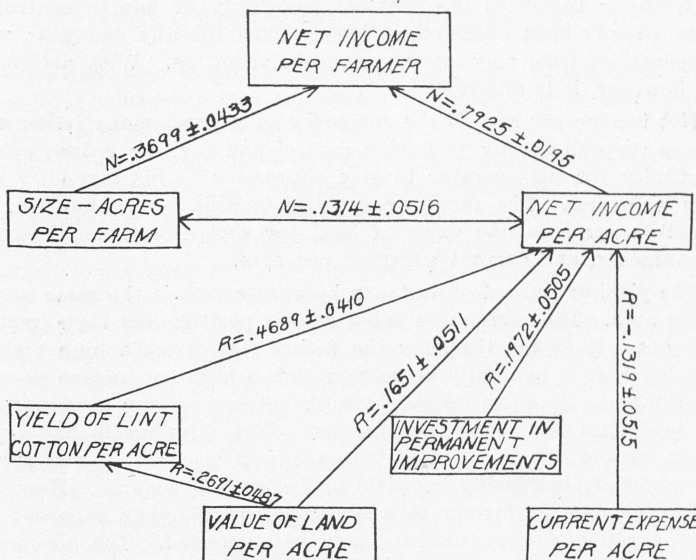 NET INCOME
PER FARMER
N=.3699 ±.0433
N=.7925 ±.0195
SIZE - ACRES
PER FARM
N=.1314 ±.0516
NET INCOME
PER ACRE
R=.4689 ±.0410
R=.1651 ±.0511
R=.1972 ±.0505
R=.1319 ±.0515
YIELD OF LINT
COTTON PER ACRE
INVESTMENT IN
PERMANENT
IMPROVEMENTS
R=.2691 ±.0487
VALUE OF LAND
PER ACRE
CURRENT EXPENSE
PER ACRE